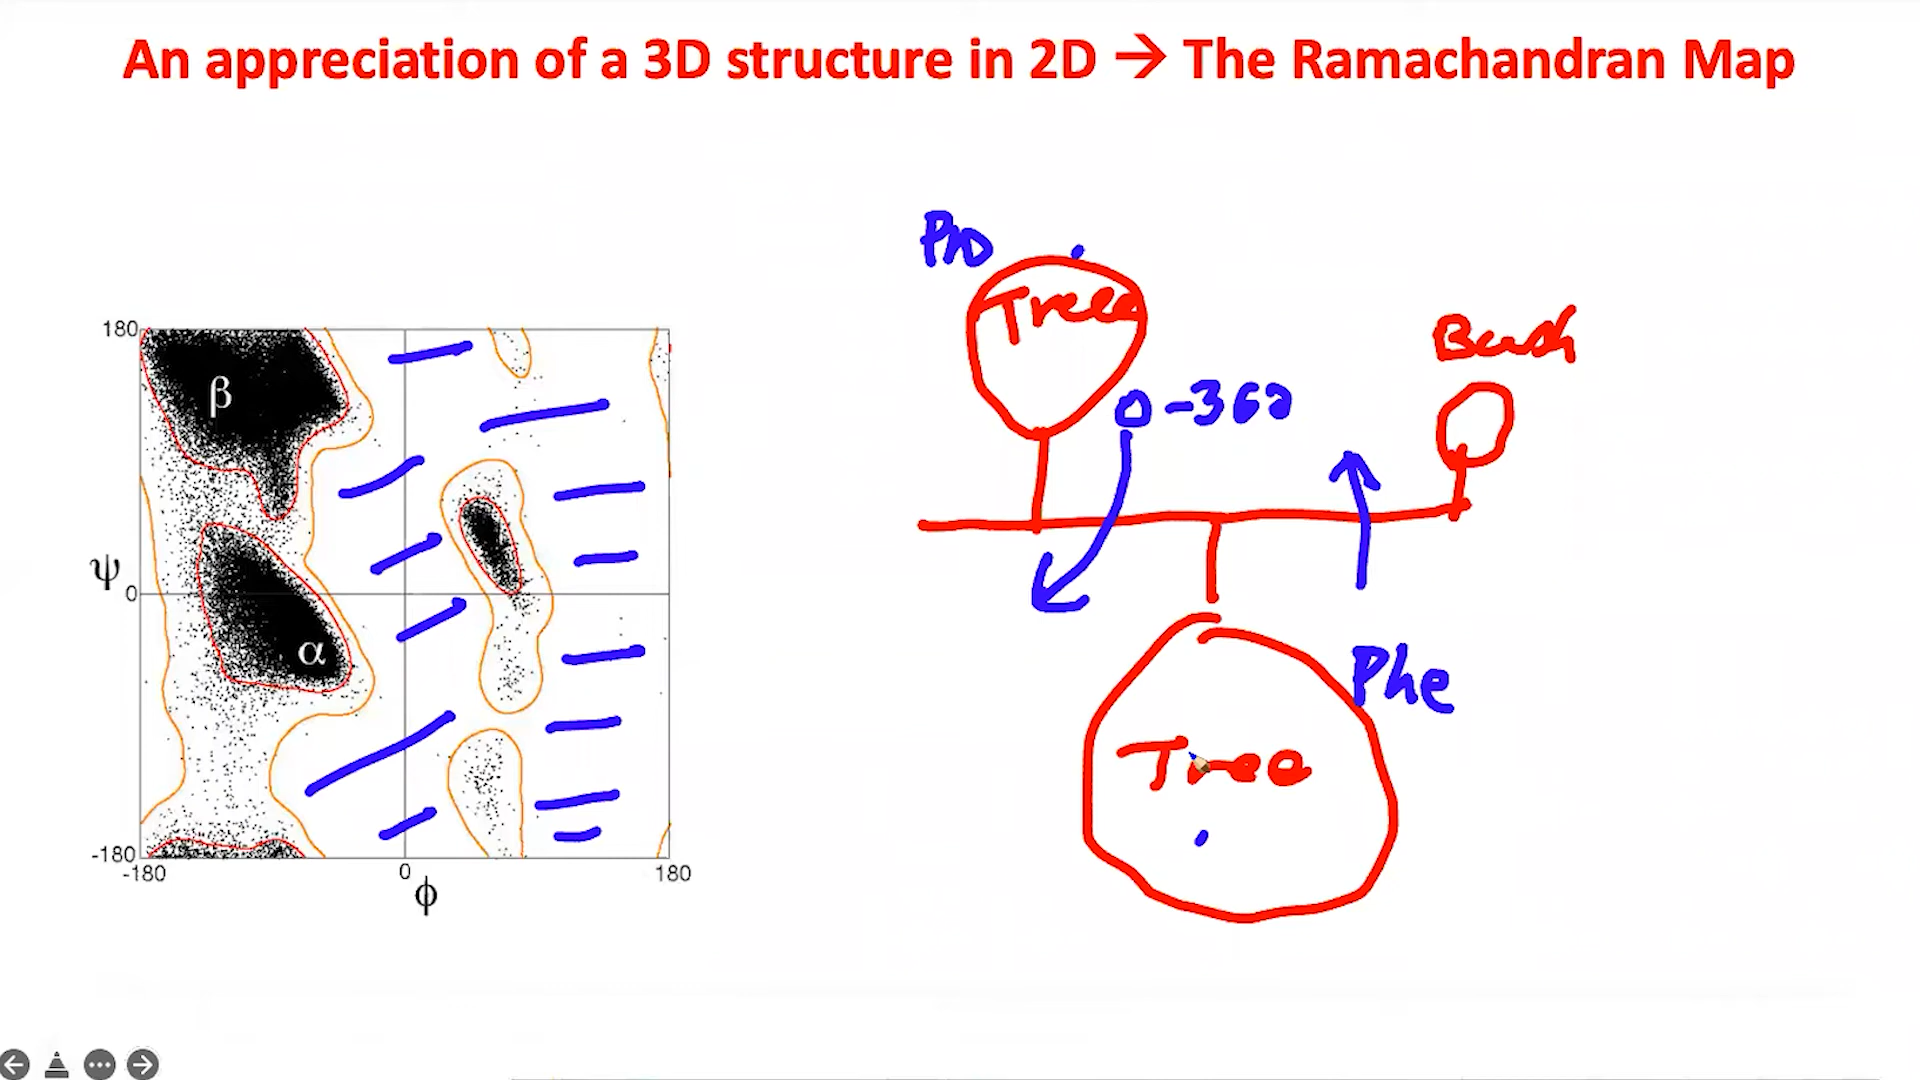 An appreciation of a 3D structure in 2D → The Ramachandran Map
180
β
ψ
0
α
-180
-180
0
180
ϕ
Pro
Treee
0-360
Bush
Phe
Tree